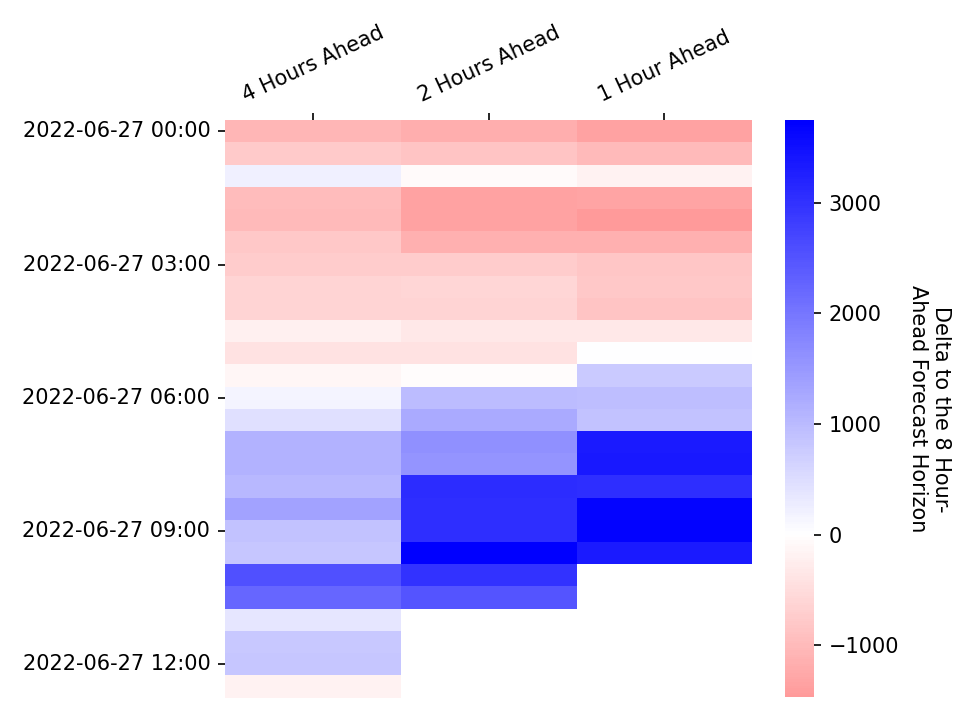 4 Hours Ahead
2 Hours Ahead
1 Hour Ahead
2022-06-27 00:00
2022-06-27 03:00
2022-06-27 06:00
2022-06-27 09:00
2022-06-27 12:00
3000
2000
1000
0
−1000
Delta to the 8 Hour-
Ahead Forecast Horizon